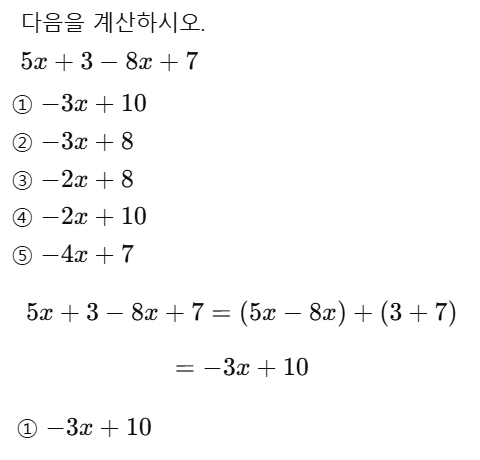 다음을 계산하시오.
5x + 3 − 8x + 7
① −3x + 10
② −3x + 8
③ −2x + 8
④ −2x + 10
⑤ −4x + 7
5x + 3 − 8x + 7 = (5x − 8x) + (3 + 7)
= −3x + 10
① −3x + 10